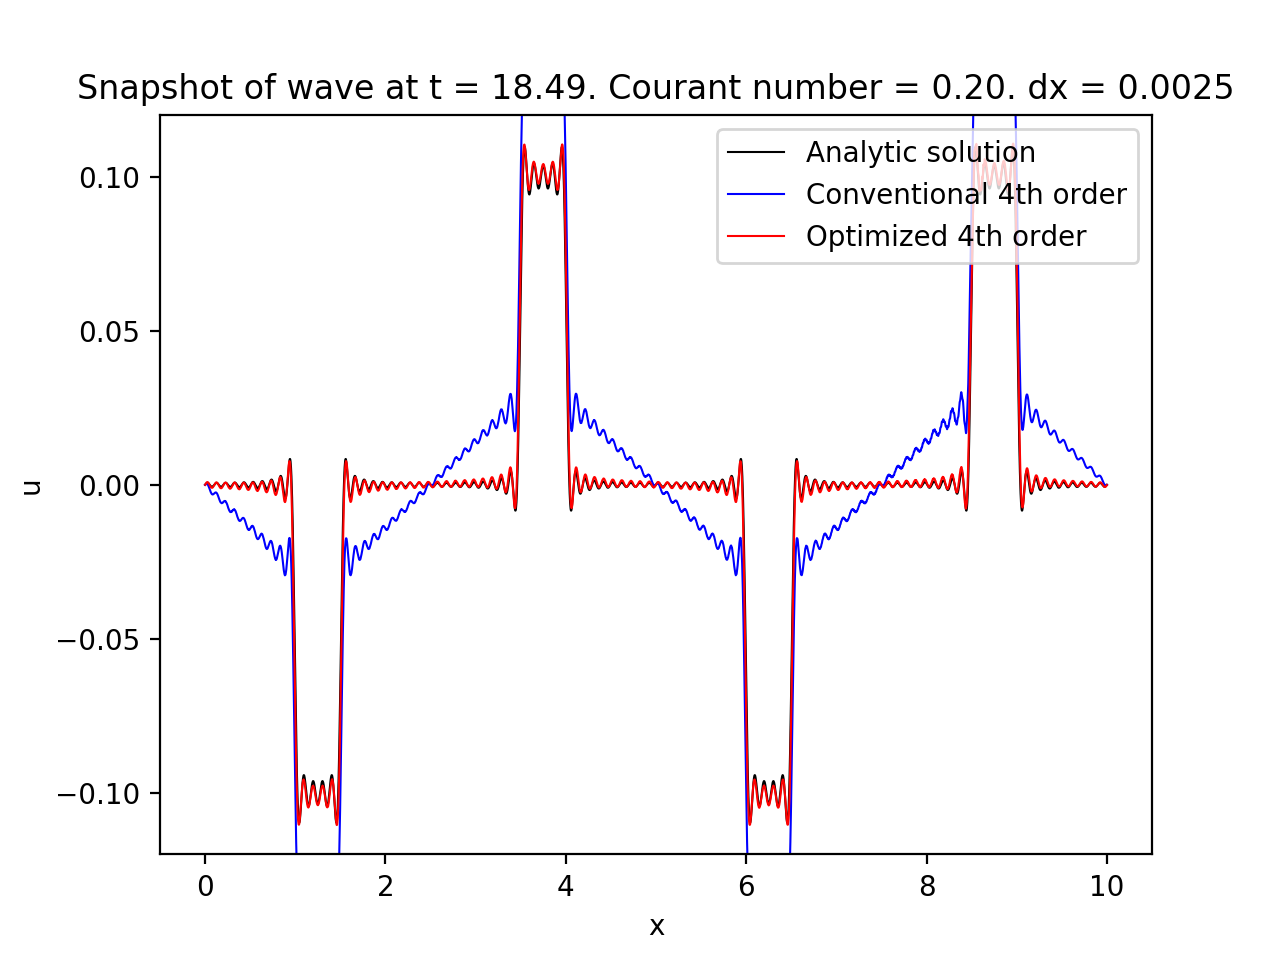 Snapshot of wave at t = 18.49. Courant number = 0.20. dx = 0.0025
Analytic solution
Conventional 4th order
Optimized 4th order
0.10
0.05
0.00
−0.05
−0.10
u
0 2 4 6 8 10
x